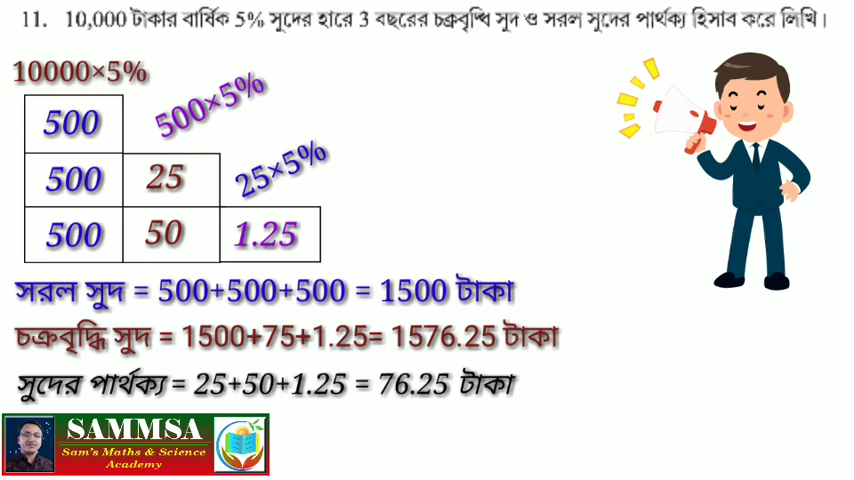 11. 10,000 টাকার বার্ষিক 5% সুদের হারে 3 বছরের চক্রবৃদ্ধি সুদ ও সরল সুদের পার্থক্য হিসাব করে লিখি।
10000×5%
500×5%
500
25×5%
500 25
500 50 1.25
সরল সুদ = 500+500+500 = 1500 টাকা
চক্রবৃদ্ধি সুদ = 1500+75+1.25= 1576.25 টাকা
সুদের পার্থক্য = 25+50+1.25 = 76.25 টাকা
SAMMSA
Sam's Maths & Science
Academy